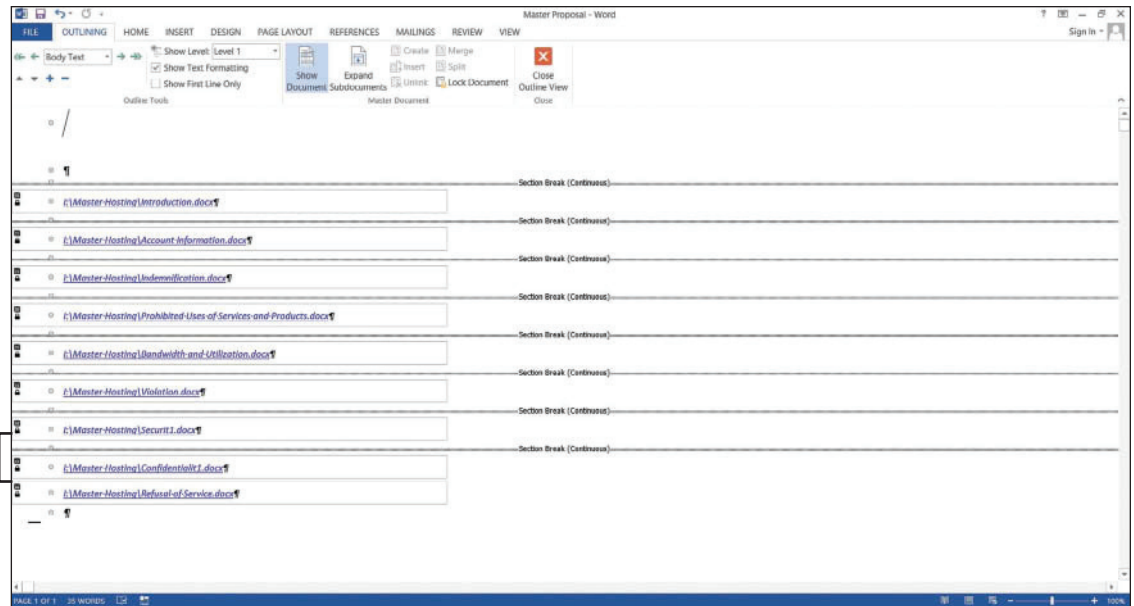 Master Proposal - Word
FILE OUTLINING HOME INSERT DESIGN PAGE LAYOUT REFERENCES MAILINGS REVIEW VIEW Sign in
Body Text Show Level: Level 1 Create Merge
Show Text Formatting Insert Split
Show First Line Only Unlink Lock Document
Show Document Expand Subdocuments Close Outline View
Outline Tools Master Document Close
¶
Section Break (Continuous)
I:\Master-Hosting\Introduction.docx¶
Section Break (Continuous)
I:\Master-Hosting\Account-Information.docx¶
Section Break (Continuous)
I:\Master-Hosting\Indemnification.docx¶
Section Break (Continuous)
I:\Master-Hosting\Prohibited-Uses-of-Services-and-Products.docx¶
Section Break (Continuous)
I:\Master-Hosting\Bandwidth-and-Utilization.docx¶
Section Break (Continuous)
I:\Master-Hosting\Violation.docx¶
Section Break (Continuous)
I:\Master-Hosting\Securit1.docx¶
Section Break (Continuous)
I:\Master-Hosting\Confidentialit1.docx¶
I:\Master-Hosting\Refusal-of-Service.docx¶
¶
PAGE 1 OF 1 35 WORDS 100%